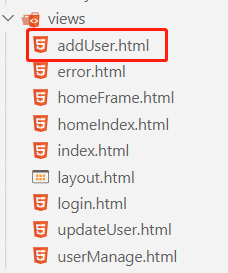 views
addUser.html
error.html
homeFrame.html
homeIndex.html
index.html
layout.html
login.html
updateUser.html
userManage.html